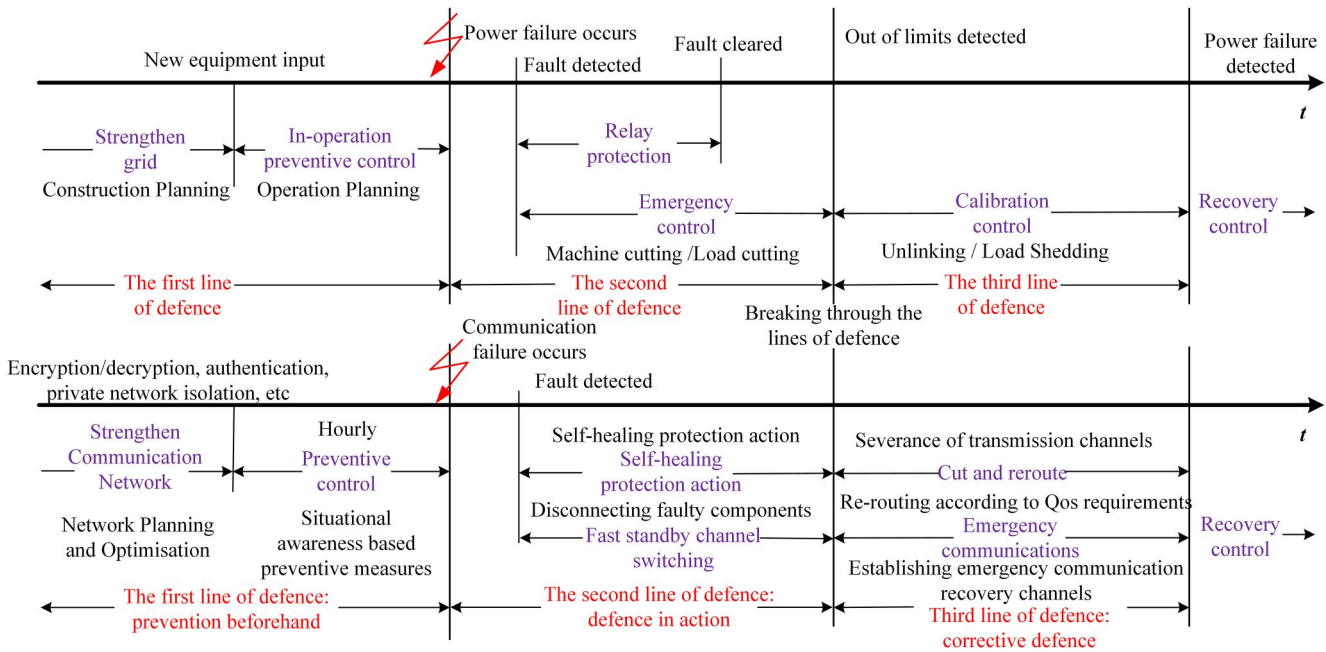 Power failure occurs
Fault cleared
Out of limits detected
Power failure
detected
New equipment input
Fault detected
t
Strengthen
grid
In-operation
preventive control
Relay
protection
Construction Planning
Operation Planning
Emergency
control
Calibration
control
Recovery
control
Machine cutting /Load cutting
Unlinking / Load Shedding
The first line
of defence
The second
line of defence
The third line
of defence
Breaking through the
lines of defence
Communication
failure occurs
Encryption/decryption, authentication,
private network isolation, etc
Fault detected
t
Strengthen
Communication
Network
Hourly
Preventive
control
Self-healing protection action
Self-healing
protection action
Severance of transmission channels
Cut and reroute
Network Planning
and Optimisation
Situational
awareness based
preventive measures
Disconnecting faulty components
Fast standby channel
switching
Re-routing according to Qos requirements
Emergency
communications
Recovery
control
Establishing emergency communication
recovery channels
The first line of defence:
prevention beforehand
The second line of defence:
defence in action
Third line of defence:
corrective defence